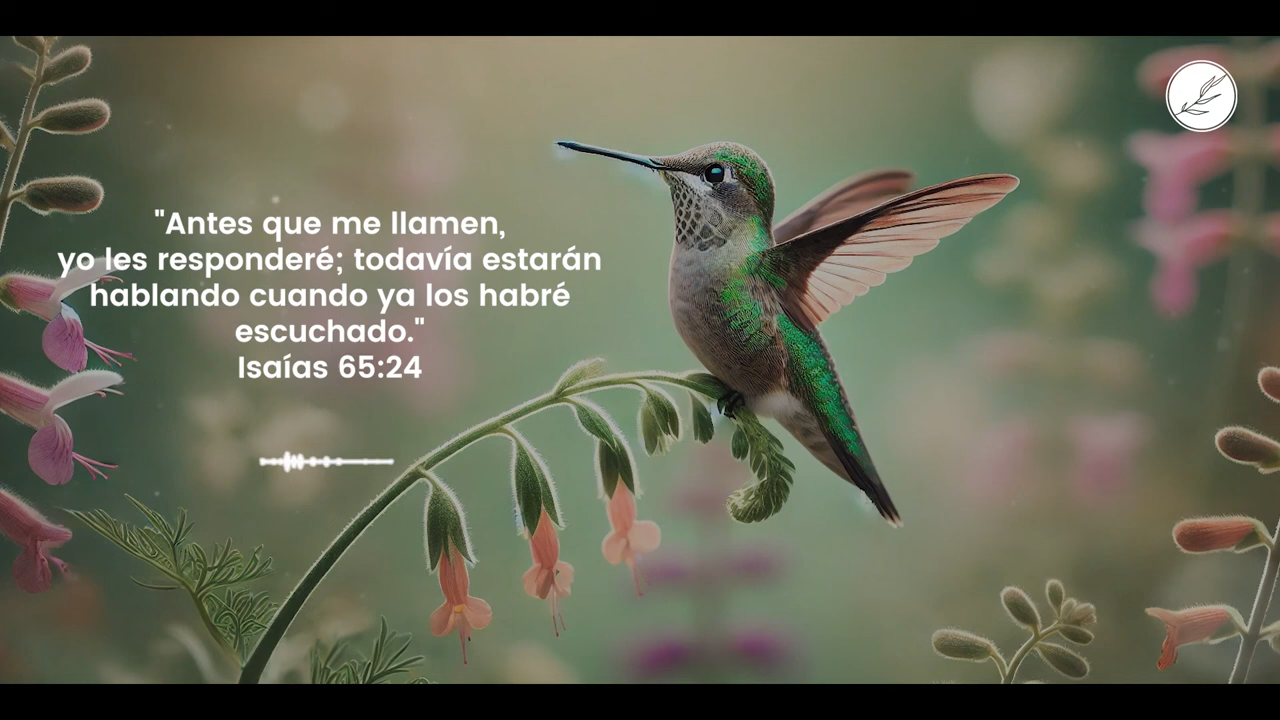 "Antes que me llamen,
yo les responderé; todavía estarán
hablando cuando ya los habré
escuchado."
Isaías 65:24